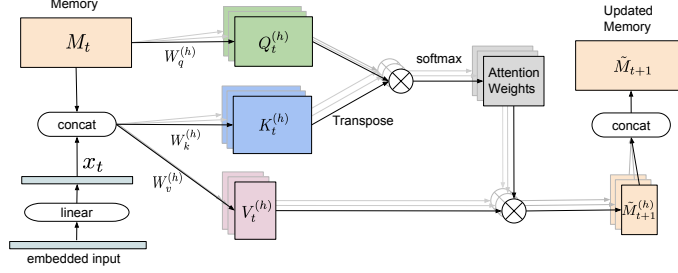 Memory
M_t
W_q^{(h)}
Q_t^{(h)}
softmax
Attention
Weights
Updated
Memory
M̃_{t+1}
concat
concat
W_k^{(h)}
K_t^{(h)}
Transpose
x_t
W_v^{(h)}
V_t^{(h)}
M̃_{t+1}^{(h)}
linear
embedded input